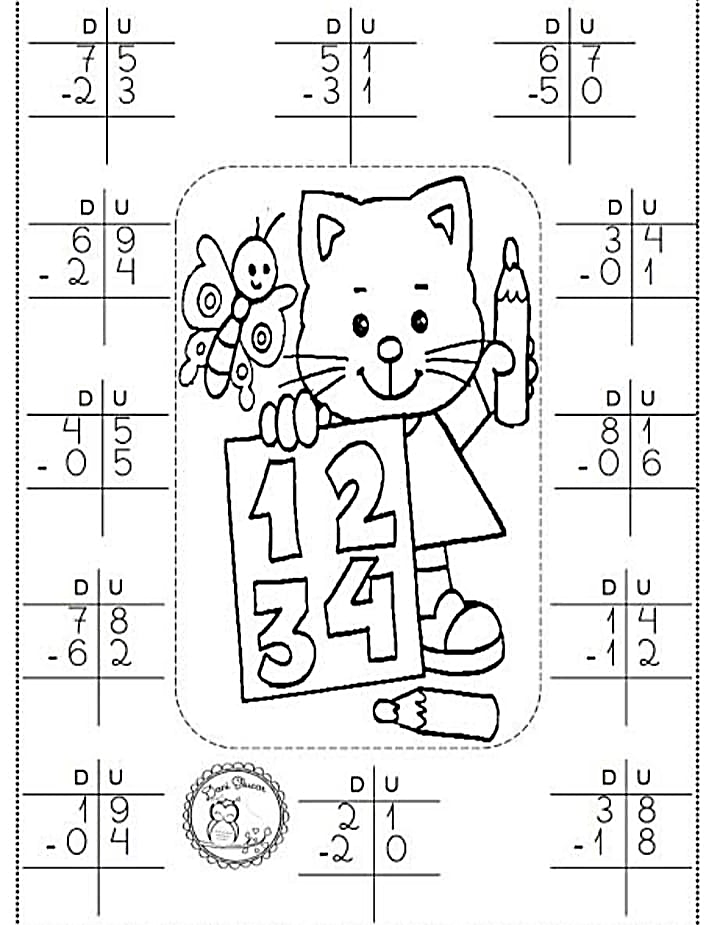 D U
7 5
-2 3
D U
5 1
-3 1
D U
6 7
-5 0
D U
6 9
- 2 4
D U
3 4
- 0 1
D U
4 5
- 0 5
D U
8 1
- 0 6
1 2
3 4
D U
7 8
- 6 2
D U
1 4
- 1 2
D U
1 9
- 0 4
D U
2 1
-2 0
D U
3 8
-1 8